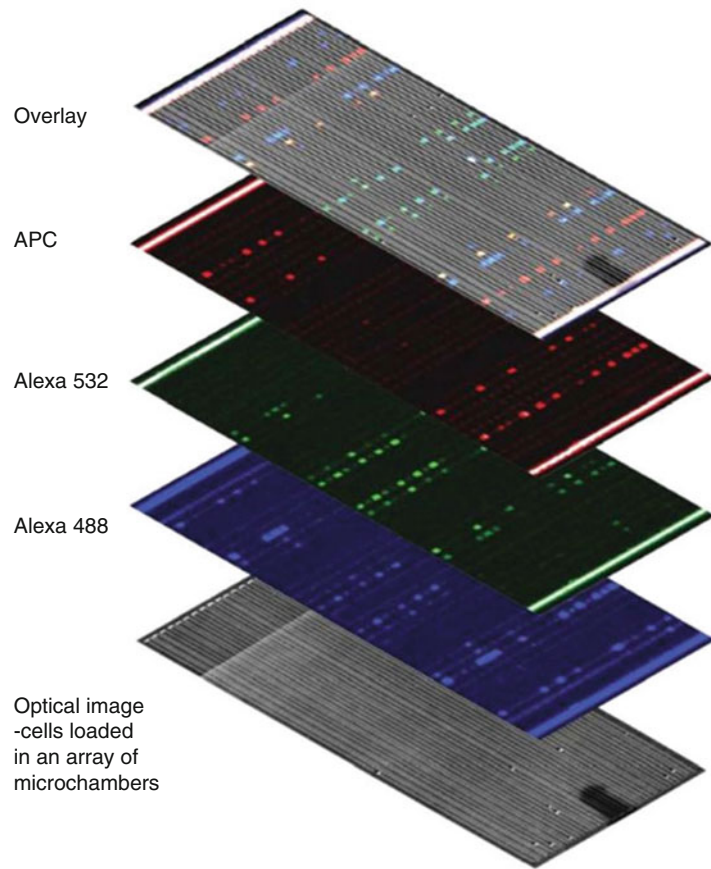 Overlay
APC
Alexa 532
Alexa 488
Optical image
-cells loaded
in an array of
microchambers